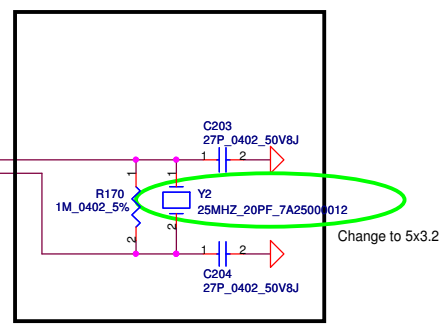 C203
27P_0402_50V8J
1
2
1
1
R170
1M_0402_5%
Y2
25MHZ_20PF_7A25000012
2
2
Change to 5x3.2
1
2
C204
27P_0402_50V8J